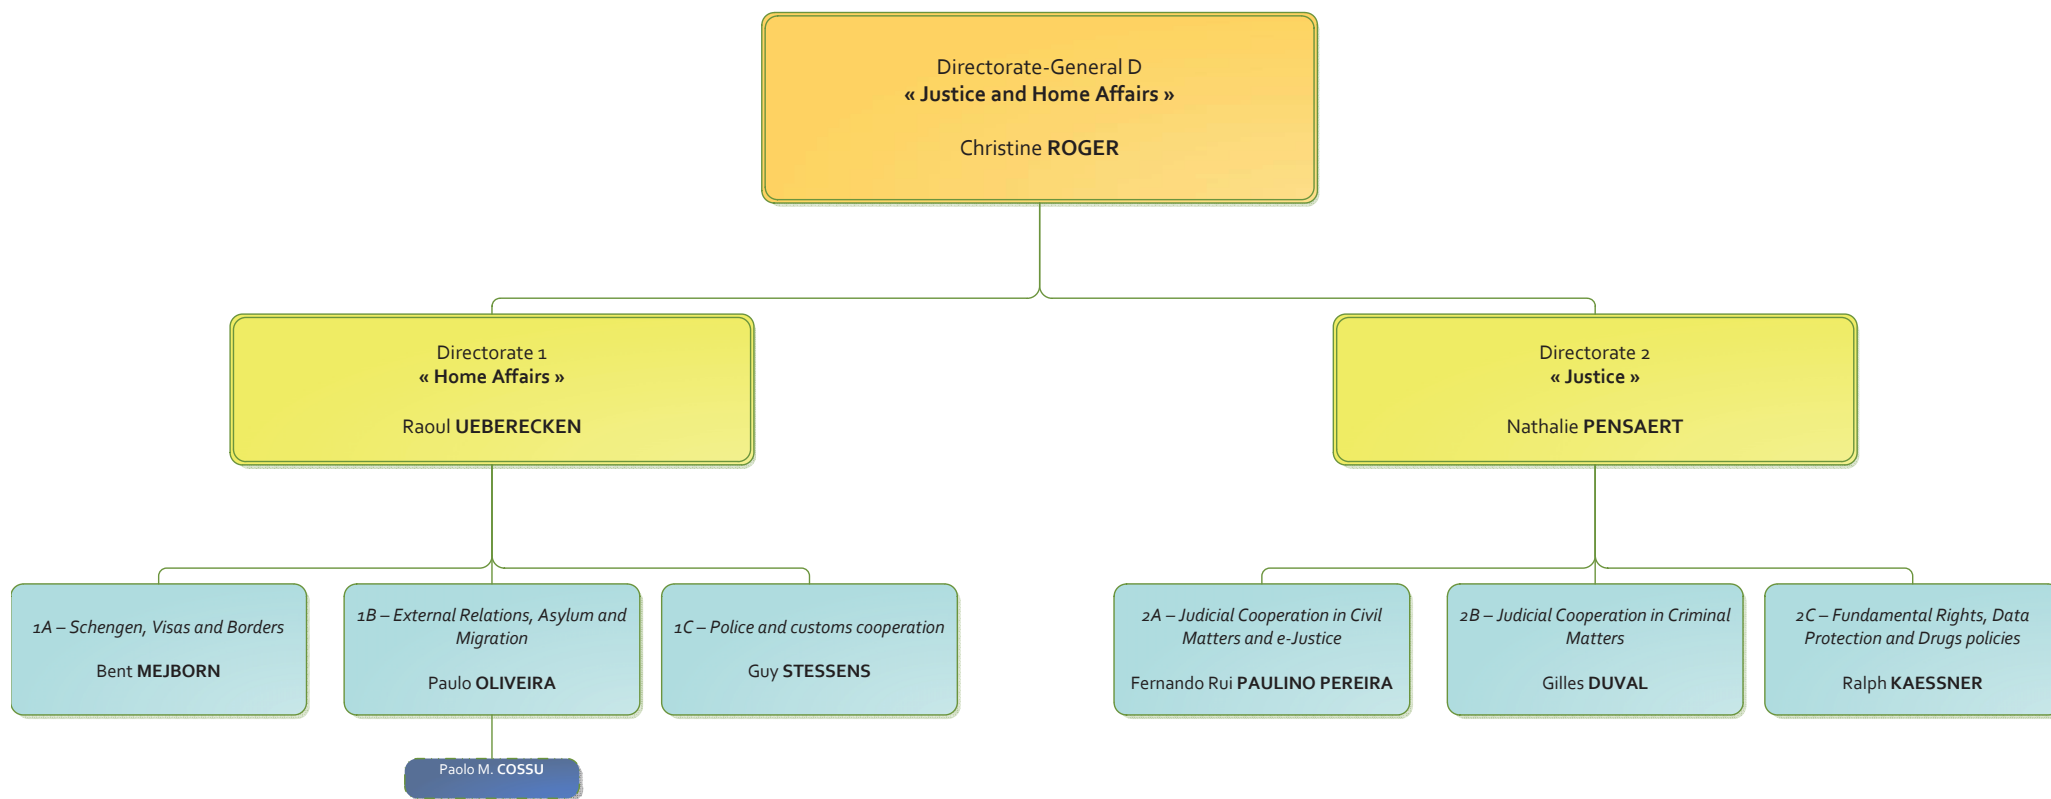 Directorate-General D
« Justice and Home Affairs »
Christine ROGER
Directorate 1
« Home Affairs »
Raoul UEBERECKEN
Directorate 2
« Justice »
Nathalie PENSAERT
1A – Schengen, Visas and Borders
Bent MEJBORN
1B – External Relations, Asylum and
Migration
Paulo OLIVEIRA
1C – Police and customs cooperation
Guy STESSENS
2A – Judicial Cooperation in Civil
Matters and e-Justice
Fernando Rui PAULINO PEREIRA
2B – Judicial Cooperation in Criminal
Matters
Gilles DUVAL
2C – Fundamental Rights, Data
Protection and Drugs policies
Ralph KAESSNER
Paolo M. COSSU